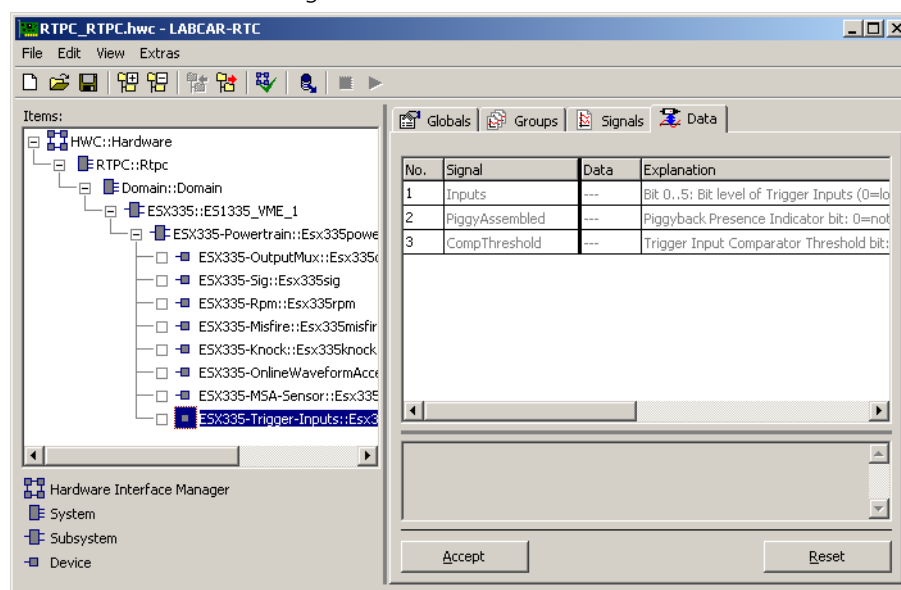 RTPC_RTPC.hwc - LABCAR-RTC
File Edit View Extras
Items:
HWC::Hardware
RTPC::Rtpc
Domain::Domain
ESX335::ES1335_VME_1
ESX335-Powertrain::Esx335powe
ESX335-OutputMux::Esx335
ESX335-Sig::Esx335sig
ESX335-Rpm::Esx335rpm
ESX335-Misfire::Esx335misfir
ESX335-Knock::Esx335knock
ESX335-OnlineWaveformAcce
ESX335-MSA-Sensor::Esx335
ESX335-Trigger-Inputs::Esx3
Hardware Interface Manager
System
Subsystem
Device
Globals Groups Signals Data
No. Signal Data Explanation
1 Inputs --- Bit 0..5: Bit level of Trigger Inputs (0=lo
2 PiggyAssembled --- Piggyback Presence Indicator bit: 0=not
3 CompThreshold --- Trigger Input Comparator Threshold bit:
Accept Reset